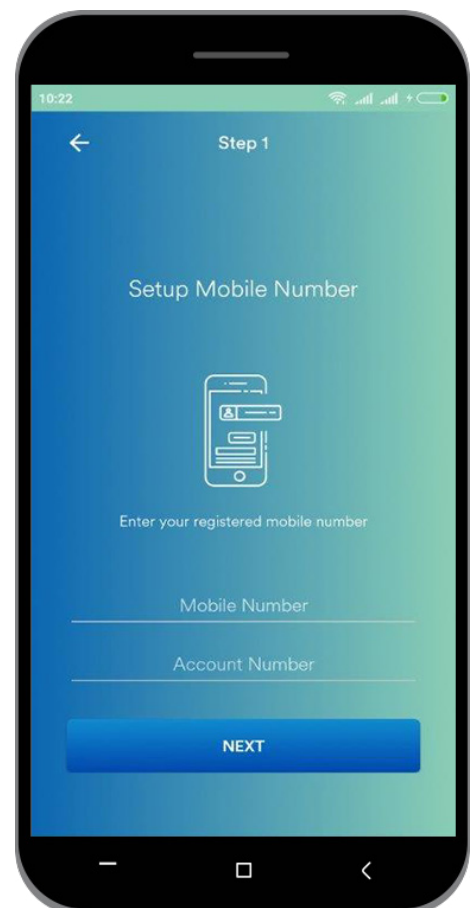 10:22
Step 1
Setup Mobile Number
Enter your registered mobile number
Mobile Number
Account Number
NEXT